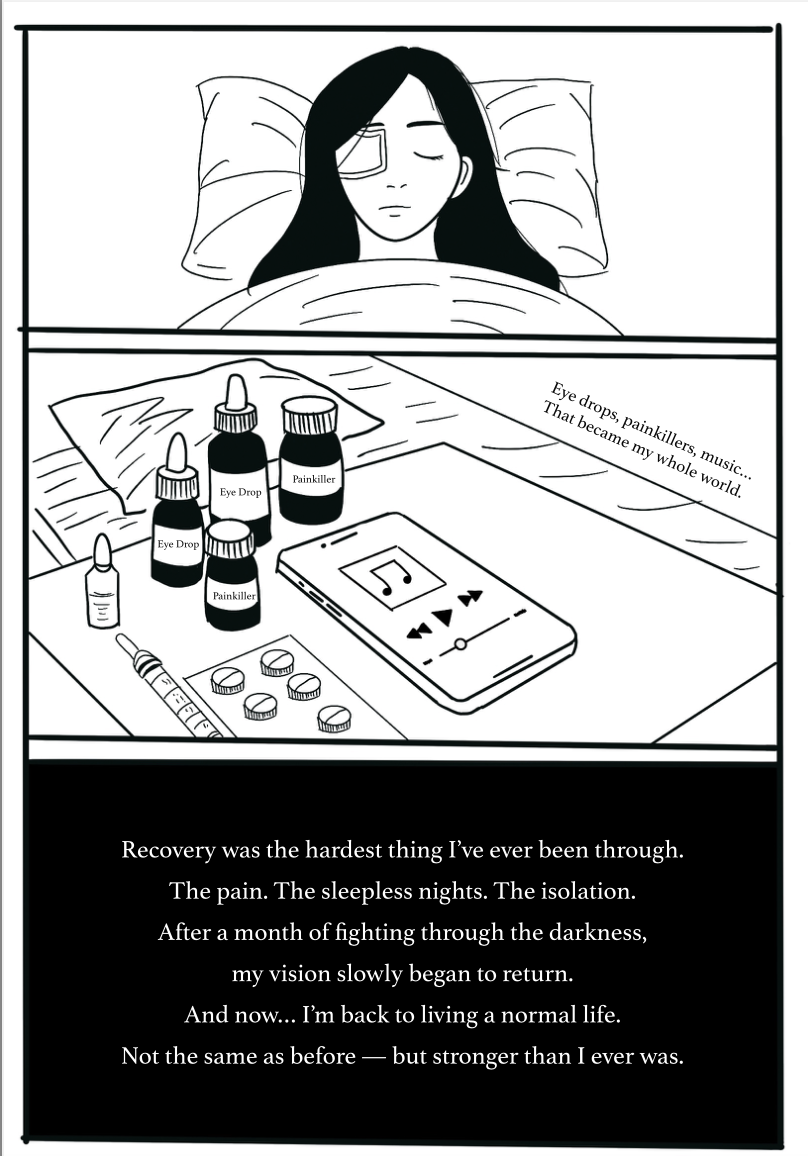 Eye drops, painkillers, music...
That became my whole world.
Painkiller
Eye Drop
Eye Drop
Painkiller
Recovery was the hardest thing I’ve ever been through.
The pain. The sleepless nights. The isolation.
After a month of fighting through the darkness,
my vision slowly began to return.
And now... I’m back to living a normal life.
Not the same as before — but stronger than I ever was.